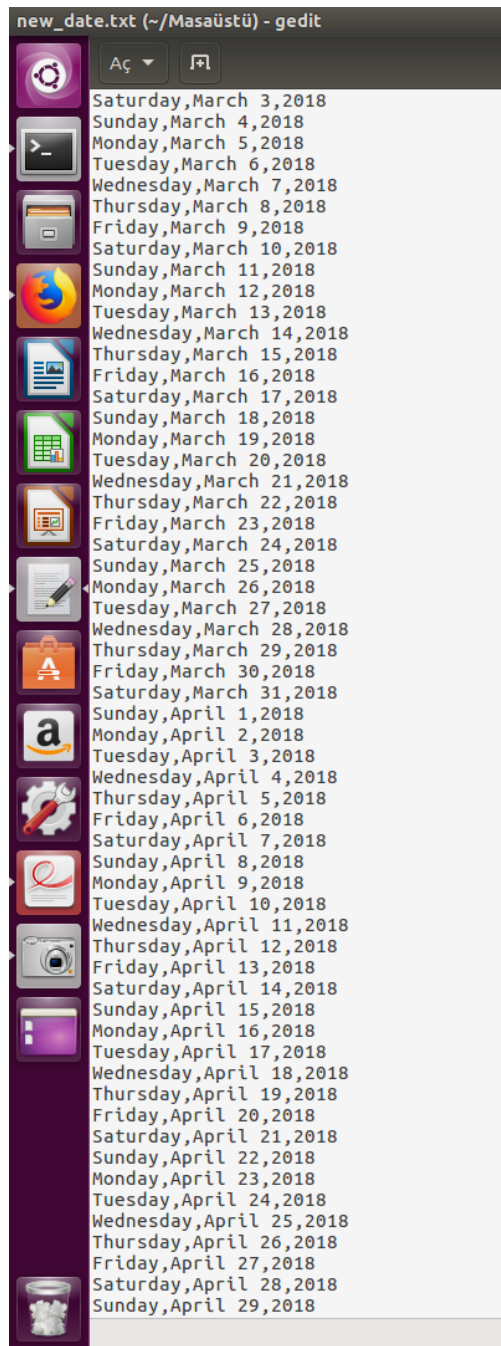 new_date.txt (~/Masaüstü) - gedit
Aç
Saturday,March 3,2018
Sunday,March 4,2018
Monday,March 5,2018
Tuesday,March 6,2018
Wednesday,March 7,2018
Thursday,March 8,2018
Friday,March 9,2018
Saturday,March 10,2018
Sunday,March 11,2018
Monday,March 12,2018
Tuesday,March 13,2018
Wednesday,March 14,2018
Thursday,March 15,2018
Friday,March 16,2018
Saturday,March 17,2018
Sunday,March 18,2018
Monday,March 19,2018
Tuesday,March 20,2018
Wednesday,March 21,2018
Thursday,March 22,2018
Friday,March 23,2018
Saturday,March 24,2018
Sunday,March 25,2018
Monday,March 26,2018
Tuesday,March 27,2018
Wednesday,March 28,2018
Thursday,March 29,2018
Friday,March 30,2018
Saturday,March 31,2018
Sunday,April 1,2018
Monday,April 2,2018
Tuesday,April 3,2018
Wednesday,April 4,2018
Thursday,April 5,2018
Friday,April 6,2018
Saturday,April 7,2018
Sunday,April 8,2018
Monday,April 9,2018
Tuesday,April 10,2018
Wednesday,April 11,2018
Thursday,April 12,2018
Friday,April 13,2018
Saturday,April 14,2018
Sunday,April 15,2018
Monday,April 16,2018
Tuesday,April 17,2018
Wednesday,April 18,2018
Thursday,April 19,2018
Friday,April 20,2018
Saturday,April 21,2018
Sunday,April 22,2018
Monday,April 23,2018
Tuesday,April 24,2018
Wednesday,April 25,2018
Thursday,April 26,2018
Friday,April 27,2018
Saturday,April 28,2018
Sunday,April 29,2018